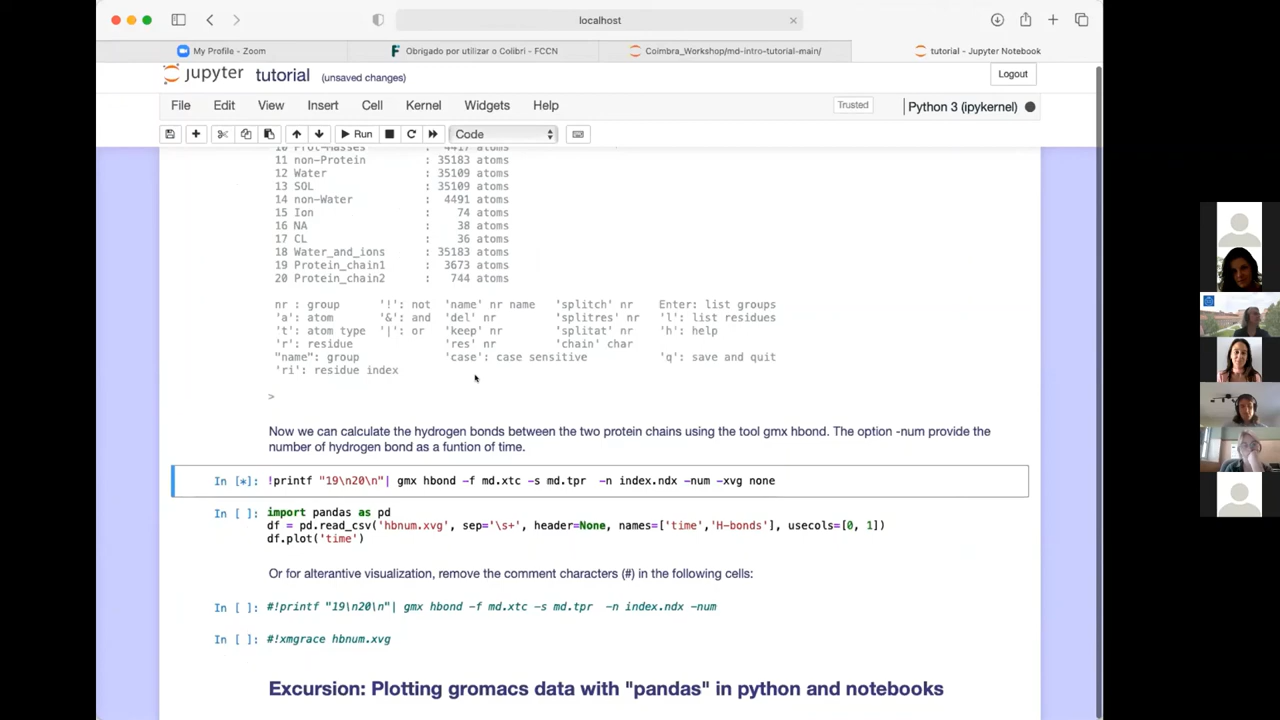 localhost
My Profile - Zoom
Obrigado por utilizar o Colibri - FCCN
Coimbra_Workshop/md-intro-tutorial-main/
tutorial - Jupyter Notebook
jupyter tutorial (unsaved changes)
Logout
File Edit View Insert Cell Kernel Widgets Help
Trusted
Python 3 (ipykernel)
Run
Code
10 Prot-Masses : 4417 atoms
11 non-Protein : 35183 atoms
12 Water : 35109 atoms
13 SOL : 35109 atoms
14 non-Water : 4491 atoms
15 Ion : 74 atoms
16 NA : 38 atoms
17 CL : 36 atoms
18 Water_and_ions : 35183 atoms
19 Protein_chain1 : 3673 atoms
20 Protein_chain2 : 744 atoms
nr : group '!': not 'name' nr name 'splitch' nr Enter: list groups
'a': atom '&': and 'del' nr 'splitres' nr 'l': list residues
't': atom type '|': or 'keep' nr 'splitat' nr 'h': help
'r': residue 'res' nr 'chain' char
"name": group 'case': case sensitive 'q': save and quit
'ri': residue index
>
Now we can calculate the hydrogen bonds between the two protein chains using the tool gmx hbond. The option -num provide the
number of hydrogen bond as a funtion of time.
In [*]: !printf "19\n20\n"| gmx hbond -f md.xtc -s md.tpr -n index.ndx -num -xvg none
In [ ]: import pandas as pd
df = pd.read_csv('hbnum.xvg', sep='\s+', header=None, names=['time','H-bonds'], usecols=[0, 1])
df.plot('time')
Or for alterantive visualization, remove the comment characters (#) in the following cells:
In [ ]: #!printf "19\n20\n"| gmx hbond -f md.xtc -s md.tpr -n index.ndx -num
In [ ]: #!xmgrace hbnum.xvg
Excursion: Plotting gromacs data with "pandas" in python and notebooks